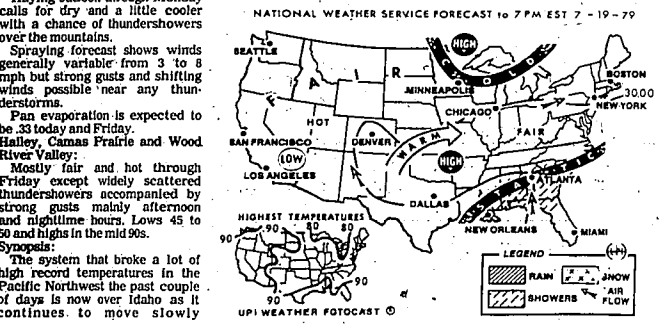 calls for dry and a little cooler
with a chance of thundershowers
over the mountains.
Spraying forecast shows winds
generally variable from 3 to 8
mph but strong gusts and shifting
winds possible near any thun-
derstorms.
Pan evaporation is expected to
be .33 today and Friday.
Hailey, Camas Prairie and Wood
River Valley:
Mostly fair and hot through
Friday except widely scattered
thundershowers accompanied by
strong gusts mainly afternoon
and nighttime hours. Lows 45 to
50 and highs in the mid 90s.
Synopsis:
The system that broke a lot of
high record temperatures in the
Pacific Northwest the past couple
of days is now over Idaho as it
continues to move slowly
NATIONAL WEATHER SERVICE FORECAST to 7 PM EST 7 - 19 - 79
SEATTLE
HIGH
COLD
BOSTON
FAIR
MINNEAPOLIS
30.00
NEW YORK
CHICAGO
HOT
FAIR
SAN FRANCISCO
DENVER
WARM
LOW
HIGH
LOS ANGELES
ATLANTA
DALLAS
NEW ORLEANS
MIAMI
HIGHEST TEMPERATURES
90
90
80
80
90
90
90
LEGEND
RAIN
SNOW
SHOWERS
AIR
FLOW
UPI WEATHER FOTOCAST ©